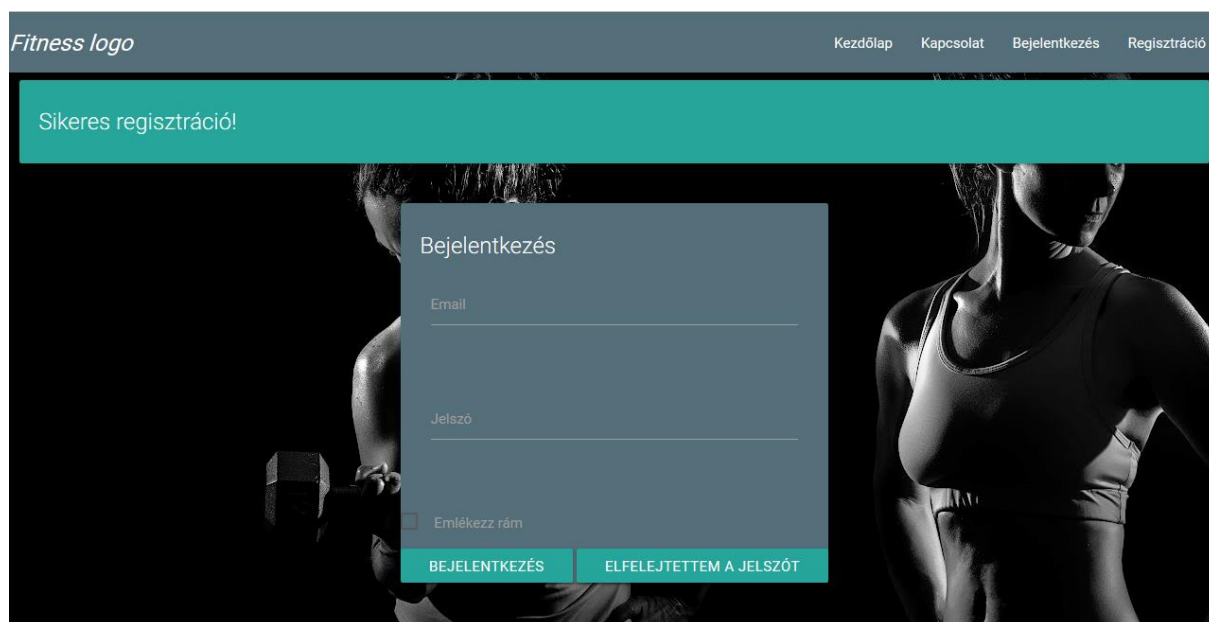 Fitness logo
Kezdőlap Kapcsolat Bejelentkezés Regisztráció
Sikeres regisztráció!
Bejelentkezés
Email
Jelszó
Emlékezz rám
BEJELENTKEZÉS ELFELEJTETTEM A JELSZÓT